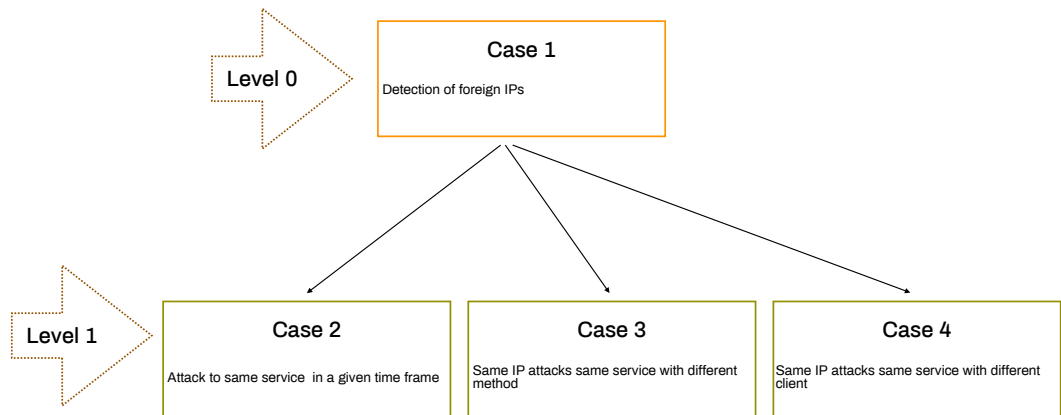 Case 1
Level 0
Detection of foreign IPs
Level 1
Case 2
Attack to same service  in a given time frame
Case 3
Same IP attacks same service with different
method
Case 4
Same IP attacks same service with different
client